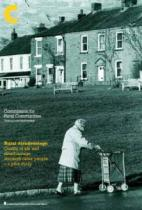 Commission for
Rural Communities
Rural disadvantage
Quality of life and
disadvantage
amongst older people
– a pilot study